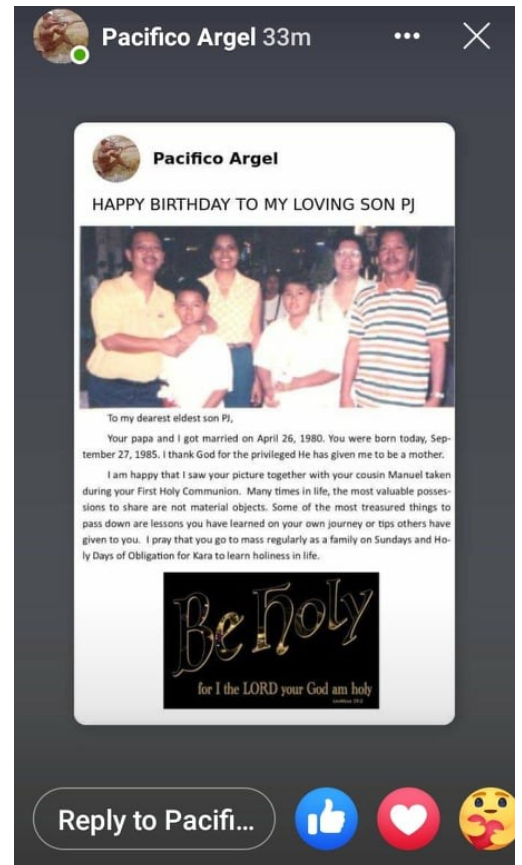 Pacifico Argel 33m
Pacifico Argel
HAPPY BIRTHDAY TO MY LOVING SON PJ
To my dearest eldest son PJ,
Your papa and I got married on April 26, 1980. You were born today, Sep-
tember 27, 1985. I thank God for the privileged He has given me to be a mother.
I am happy that I saw your picture together with your cousin Manuel taken
during your First Holy Communion. Many times in life, the most valuable posses-
sions to share are not material objects. Some of the most treasured things to
pass down are lessons you have learned on your own journey or tips others have
given to you. I pray that you go to mass regularly as a family on Sundays and Ho-
ly Days of Obligation for Kara to learn holiness in life.
Be holy
for I the LORD your God am holy
Reply to Pacifi...